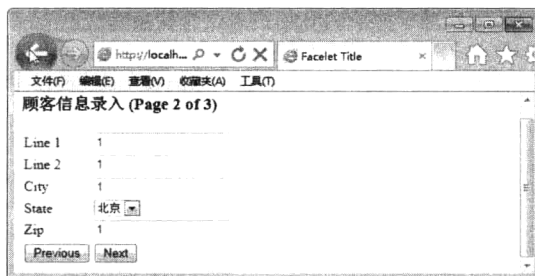 http://localh...
Facelet Title
文件(F) 编辑(E) 查看(V) 收藏夹(A) 工具(T)
顾客信息录入 (Page 2 of 3)
Line 1 1
Line 2 1
City 1
State 北京
Zip 1
Previous Next